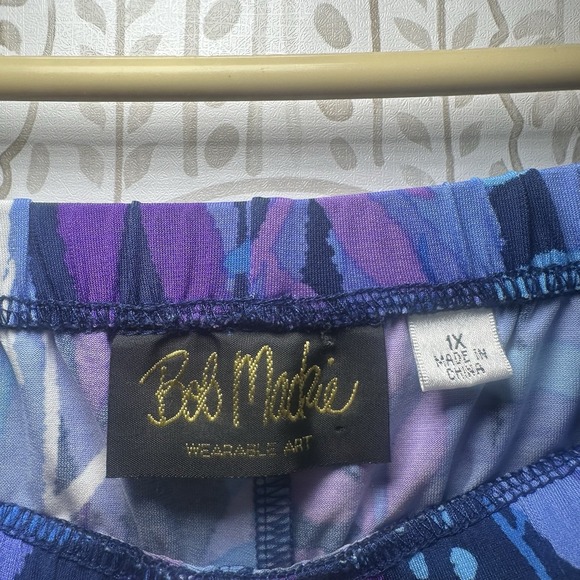 Bob Mackie
WEARABLE ART
1X
MADE IN
CHINA